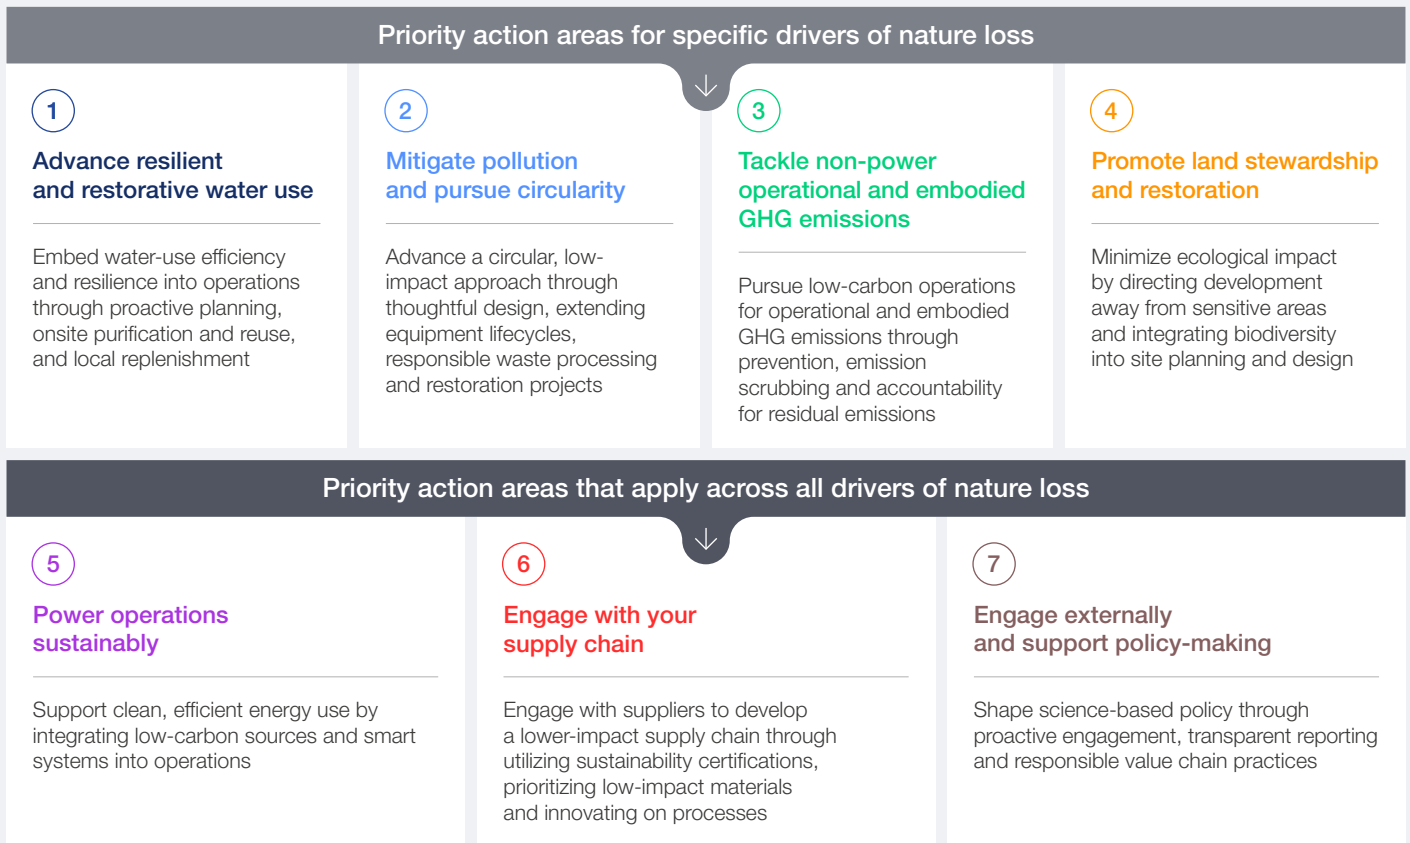 Priority action areas for specific drivers of nature loss
1
Advance resilient
and restorative water use
Embed water-use efficiency
and resilience into operations
through proactive planning,
onsite purification and reuse,
and local replenishment
2
Mitigate pollution
and pursue circularity
Advance a circular, low-
impact approach through
thoughtful design, extending
equipment lifecycles,
responsible waste processing
and restoration projects
3
Tackle non-power
operational and embodied
GHG emissions
Pursue low-carbon operations
for operational and embodied
GHG emissions through
prevention, emission
scrubbing and accountability
for residual emissions
4
Promote land stewardship
and restoration
Minimize ecological impact
by directing development
away from sensitive areas
and integrating biodiversity
into site planning and design
Priority action areas that apply across all drivers of nature loss
5
Power operations
sustainably
Support clean, efficient energy use by
integrating low-carbon sources and smart
systems into operations
6
Engage with your
supply chain
Engage with suppliers to develop
a lower-impact supply chain through
utilizing sustainability certifications,
prioritizing low-impact materials
and innovating on processes
7
Engage externally
and support policy-making
Shape science-based policy through
proactive engagement, transparent reporting
and responsible value chain practices